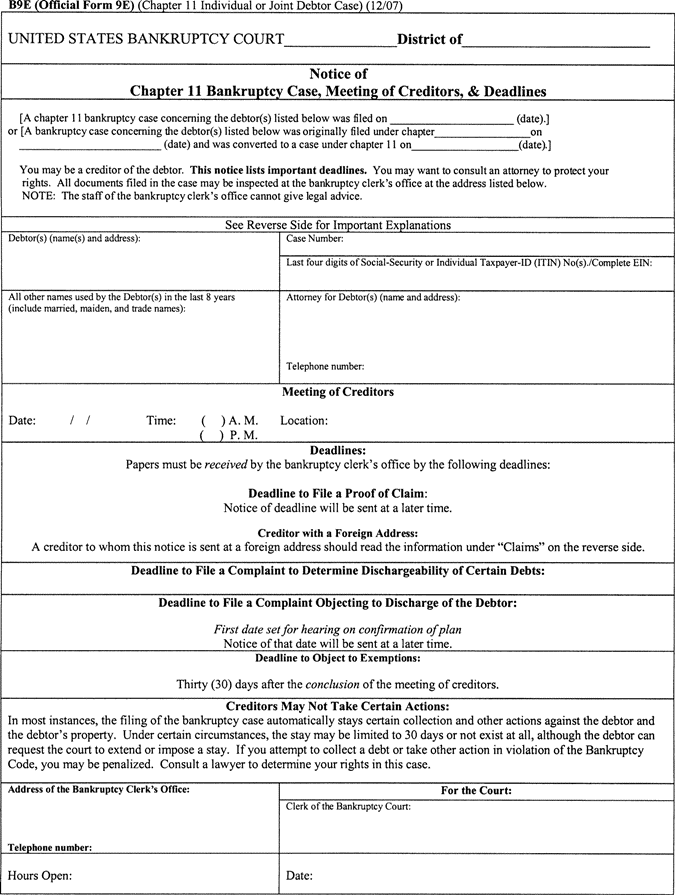 B9E (Official Form 9E) (Chapter 11 Individual or Joint Debtor Case) (12/07)
UNITED STATES BANKRUPTCY COURT_______________ District of_________________________
Notice of
Chapter 11 Bankruptcy Case, Meeting of Creditors, & Deadlines
[A chapter 11 bankruptcy case concerning the debtor(s) listed below was filed on ____________________ (date).]
or [A bankruptcy case concerning the debtor(s) listed below was originally filed under chapter_______________on
______________________ (date) and was converted to a case under chapter 11 on_________________(date).]
You may be a creditor of the debtor. This notice lists important deadlines. You may want to consult an attorney to protect your
rights. All documents filed in the case may be inspected at the bankruptcy clerk's office at the address listed below.
NOTE: The staff of the bankruptcy clerk's office cannot give legal advice.
See Reverse Side for Important Explanations
Debtor(s) (name(s) and address):
Case Number:
Last four digits of Social-Security or Individual Taxpayer-ID (ITIN) No(s)./Complete EIN:
All other names used by the Debtor(s) in the last 8 years
(include married, maiden, and trade names):
Attorney for Debtor(s) (name and address):
Telephone number:
Meeting of Creditors
Date: / / Time: ( ) A. M. Location:
( ) P. M.
Deadlines:
Papers must be received by the bankruptcy clerk's office by the following deadlines:
Deadline to File a Proof of Claim:
Notice of deadline will be sent at a later time.
Creditor with a Foreign Address:
A creditor to whom this notice is sent at a foreign address should read the information under “Claims” on the reverse side.
Deadline to File a Complaint to Determine Dischargeability of Certain Debts:
Deadline to File a Complaint Objecting to Discharge of the Debtor:
First date set for hearing on confirmation of plan
Notice of that date will be sent at a later time.
Deadline to Object to Exemptions:
Thirty (30) days after the conclusion of the meeting of creditors.
Creditors May Not Take Certain Actions:
In most instances, the filing of the bankruptcy case automatically stays certain collection and other actions against the debtor and
the debtor's property. Under certain circumstances, the stay may be limited to 30 days or not exist at all, although the debtor can
request the court to extend or impose a stay. If you attempt to collect a debt or take other action in violation of the Bankruptcy
Code, you may be penalized. Consult a lawyer to determine your rights in this case.
Address of the Bankruptcy Clerk's Office:
Telephone number:
For the Court:
Clerk of the Bankruptcy Court:
Hours Open:
Date: